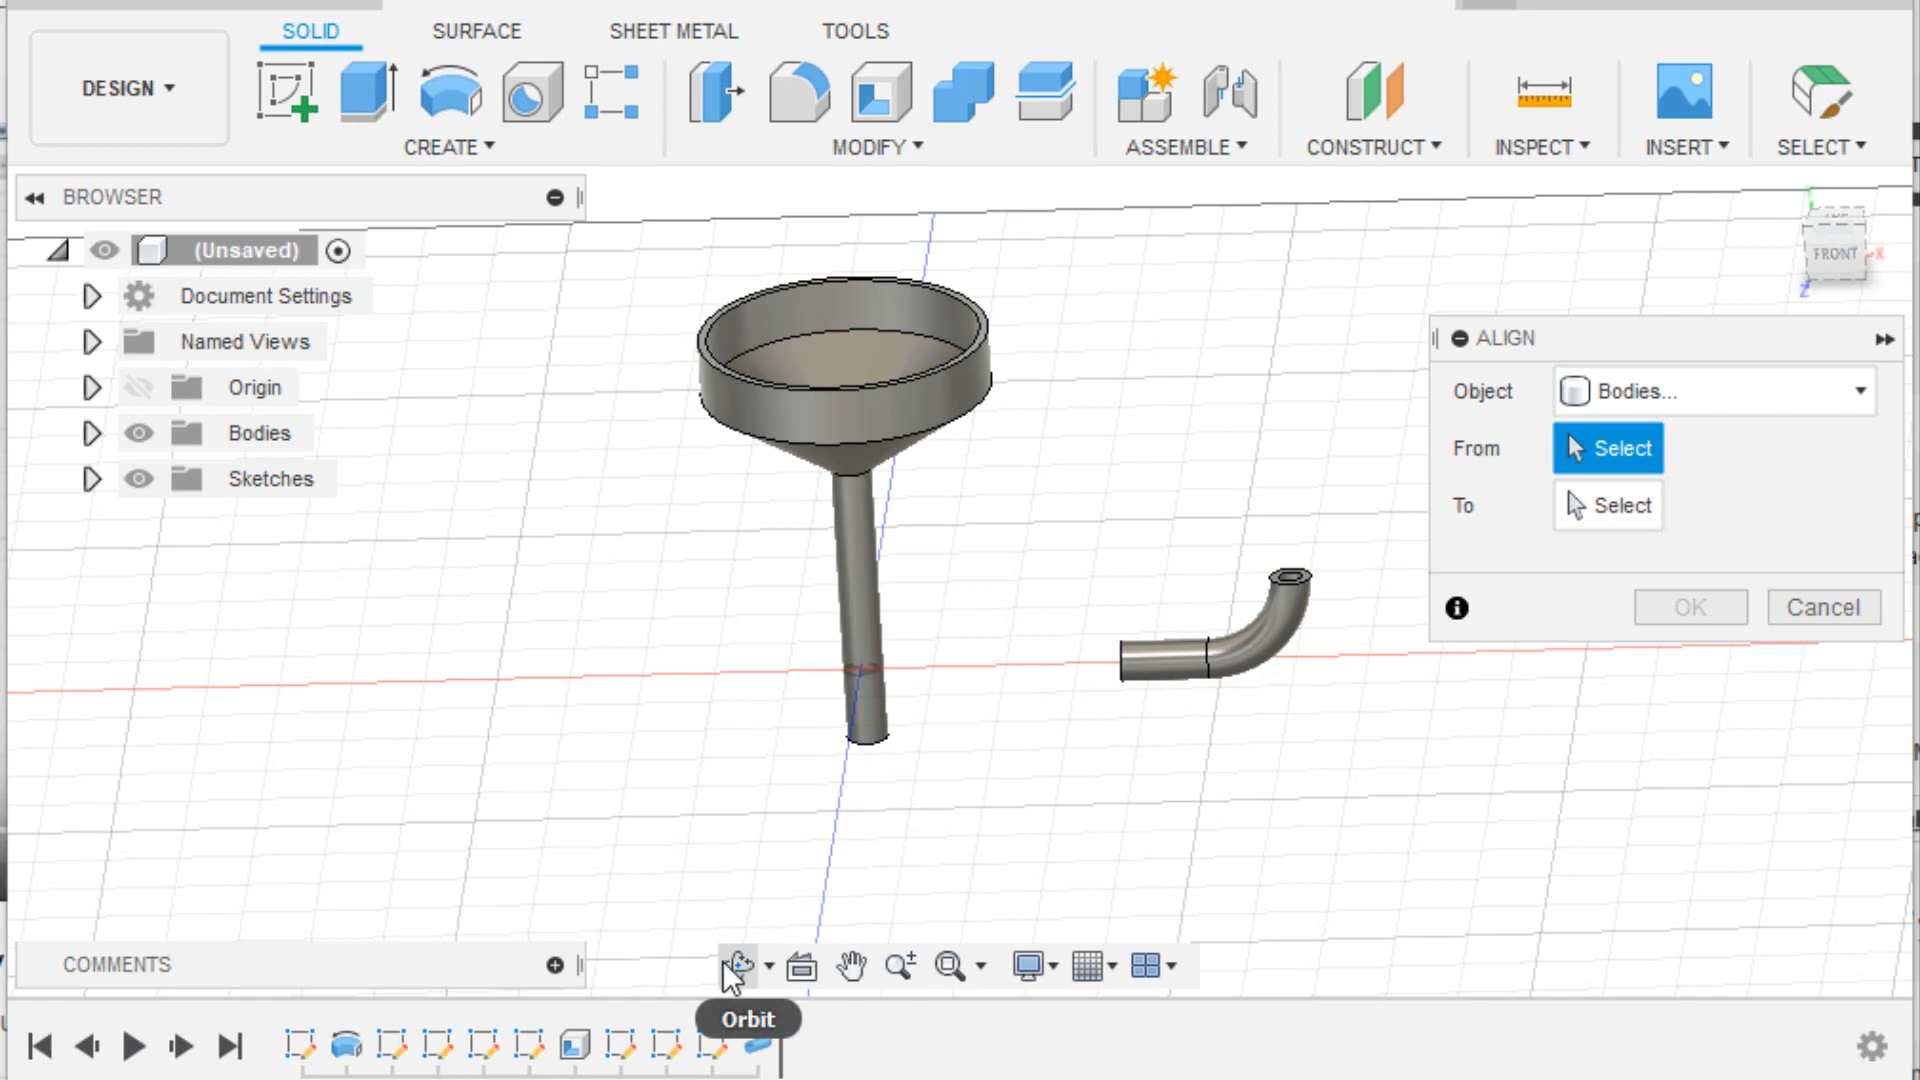 SOLID SURFACE SHEET METAL TOOLS
DESIGN
CREATE MODIFY ASSEMBLE CONSTRUCT INSPECT INSERT SELECT
BROWSER
(Unsaved)
Document Settings
Named Views
Origin
Bodies
Sketches
FRONT
X
Z
ALIGN
Object Bodies...
From Select
To Select
OK Cancel
COMMENTS
Orbit